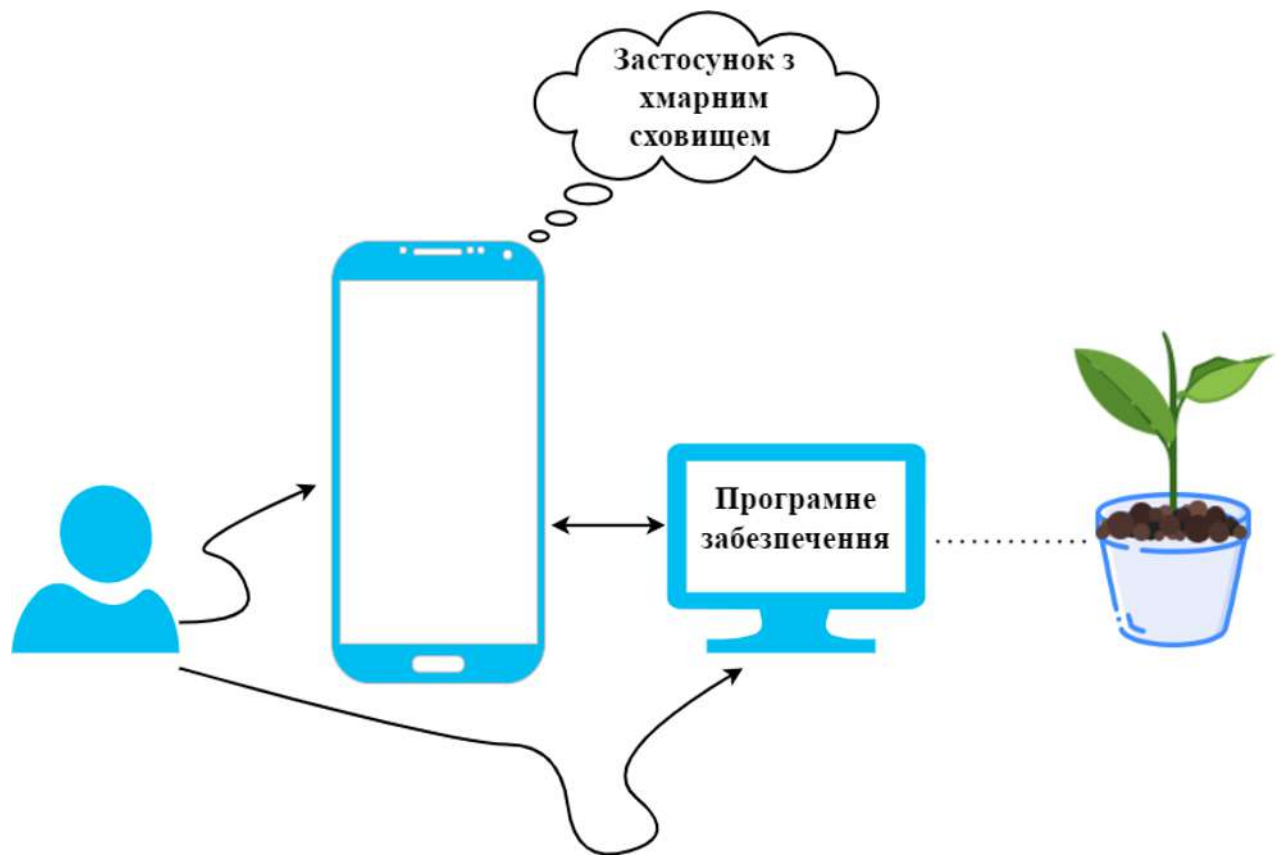 Застосунок з
хмарним
сховищем
Програмне
забезпечення